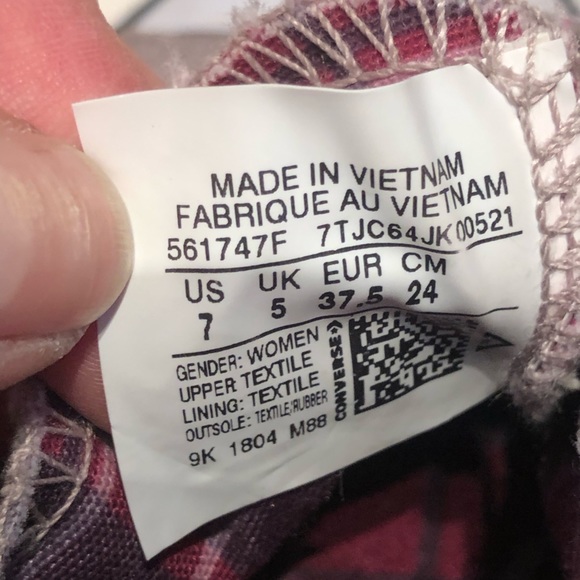 MADE IN VIETNAM
FABRIQUE AU VIETNAM
561747F 7TJC64JK00521
US UK EUR CM
7 5 37.5 24
GENDER: WOMEN
UPPER: TEXTILE
LINING: TEXTILE
OUTSOLE: TEXTILE/RUBBER
9K 1804 M88
CONVERSE